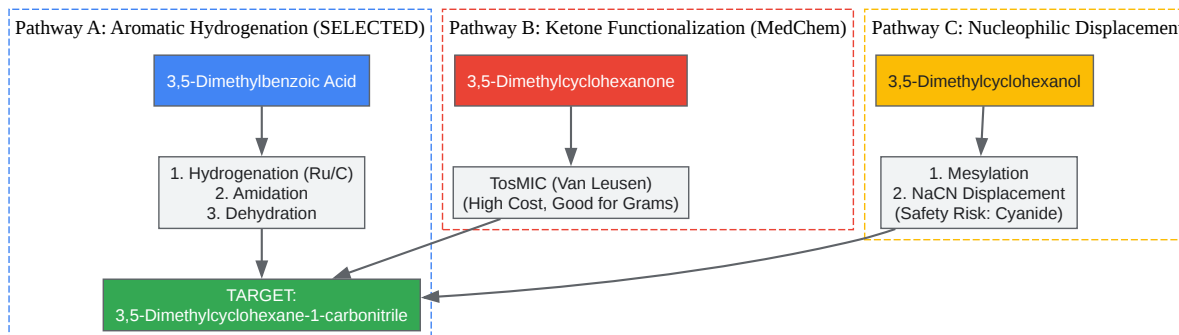 Pathway A: Aromatic Hydrogenation (SELECTED)
3,5-Dimethylbenzoic Acid
1. Hydrogenation (Ru/C)
2. Amidation
3. Dehydration
TARGET:
3,5-Dimethylcyclohexane-1-carbonitrile
Pathway B: Ketone Functionalization (MedChem)
3,5-Dimethylcyclohexanone
TosMIC (Van Leusen)
(High Cost, Good for Grams)
Pathway C: Nucleophilic Displacement
3,5-Dimethylcyclohexanol
1. Mesylation
2. NaCN Displacement
(Safety Risk: Cyanide)